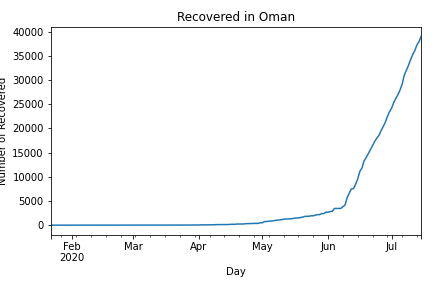 Recovered in Oman
40000
35000
30000
25000
20000
15000
10000
5000
0
Number of Recovered
Feb
2020
Mar
Apr
May
Jun
Jul
Day